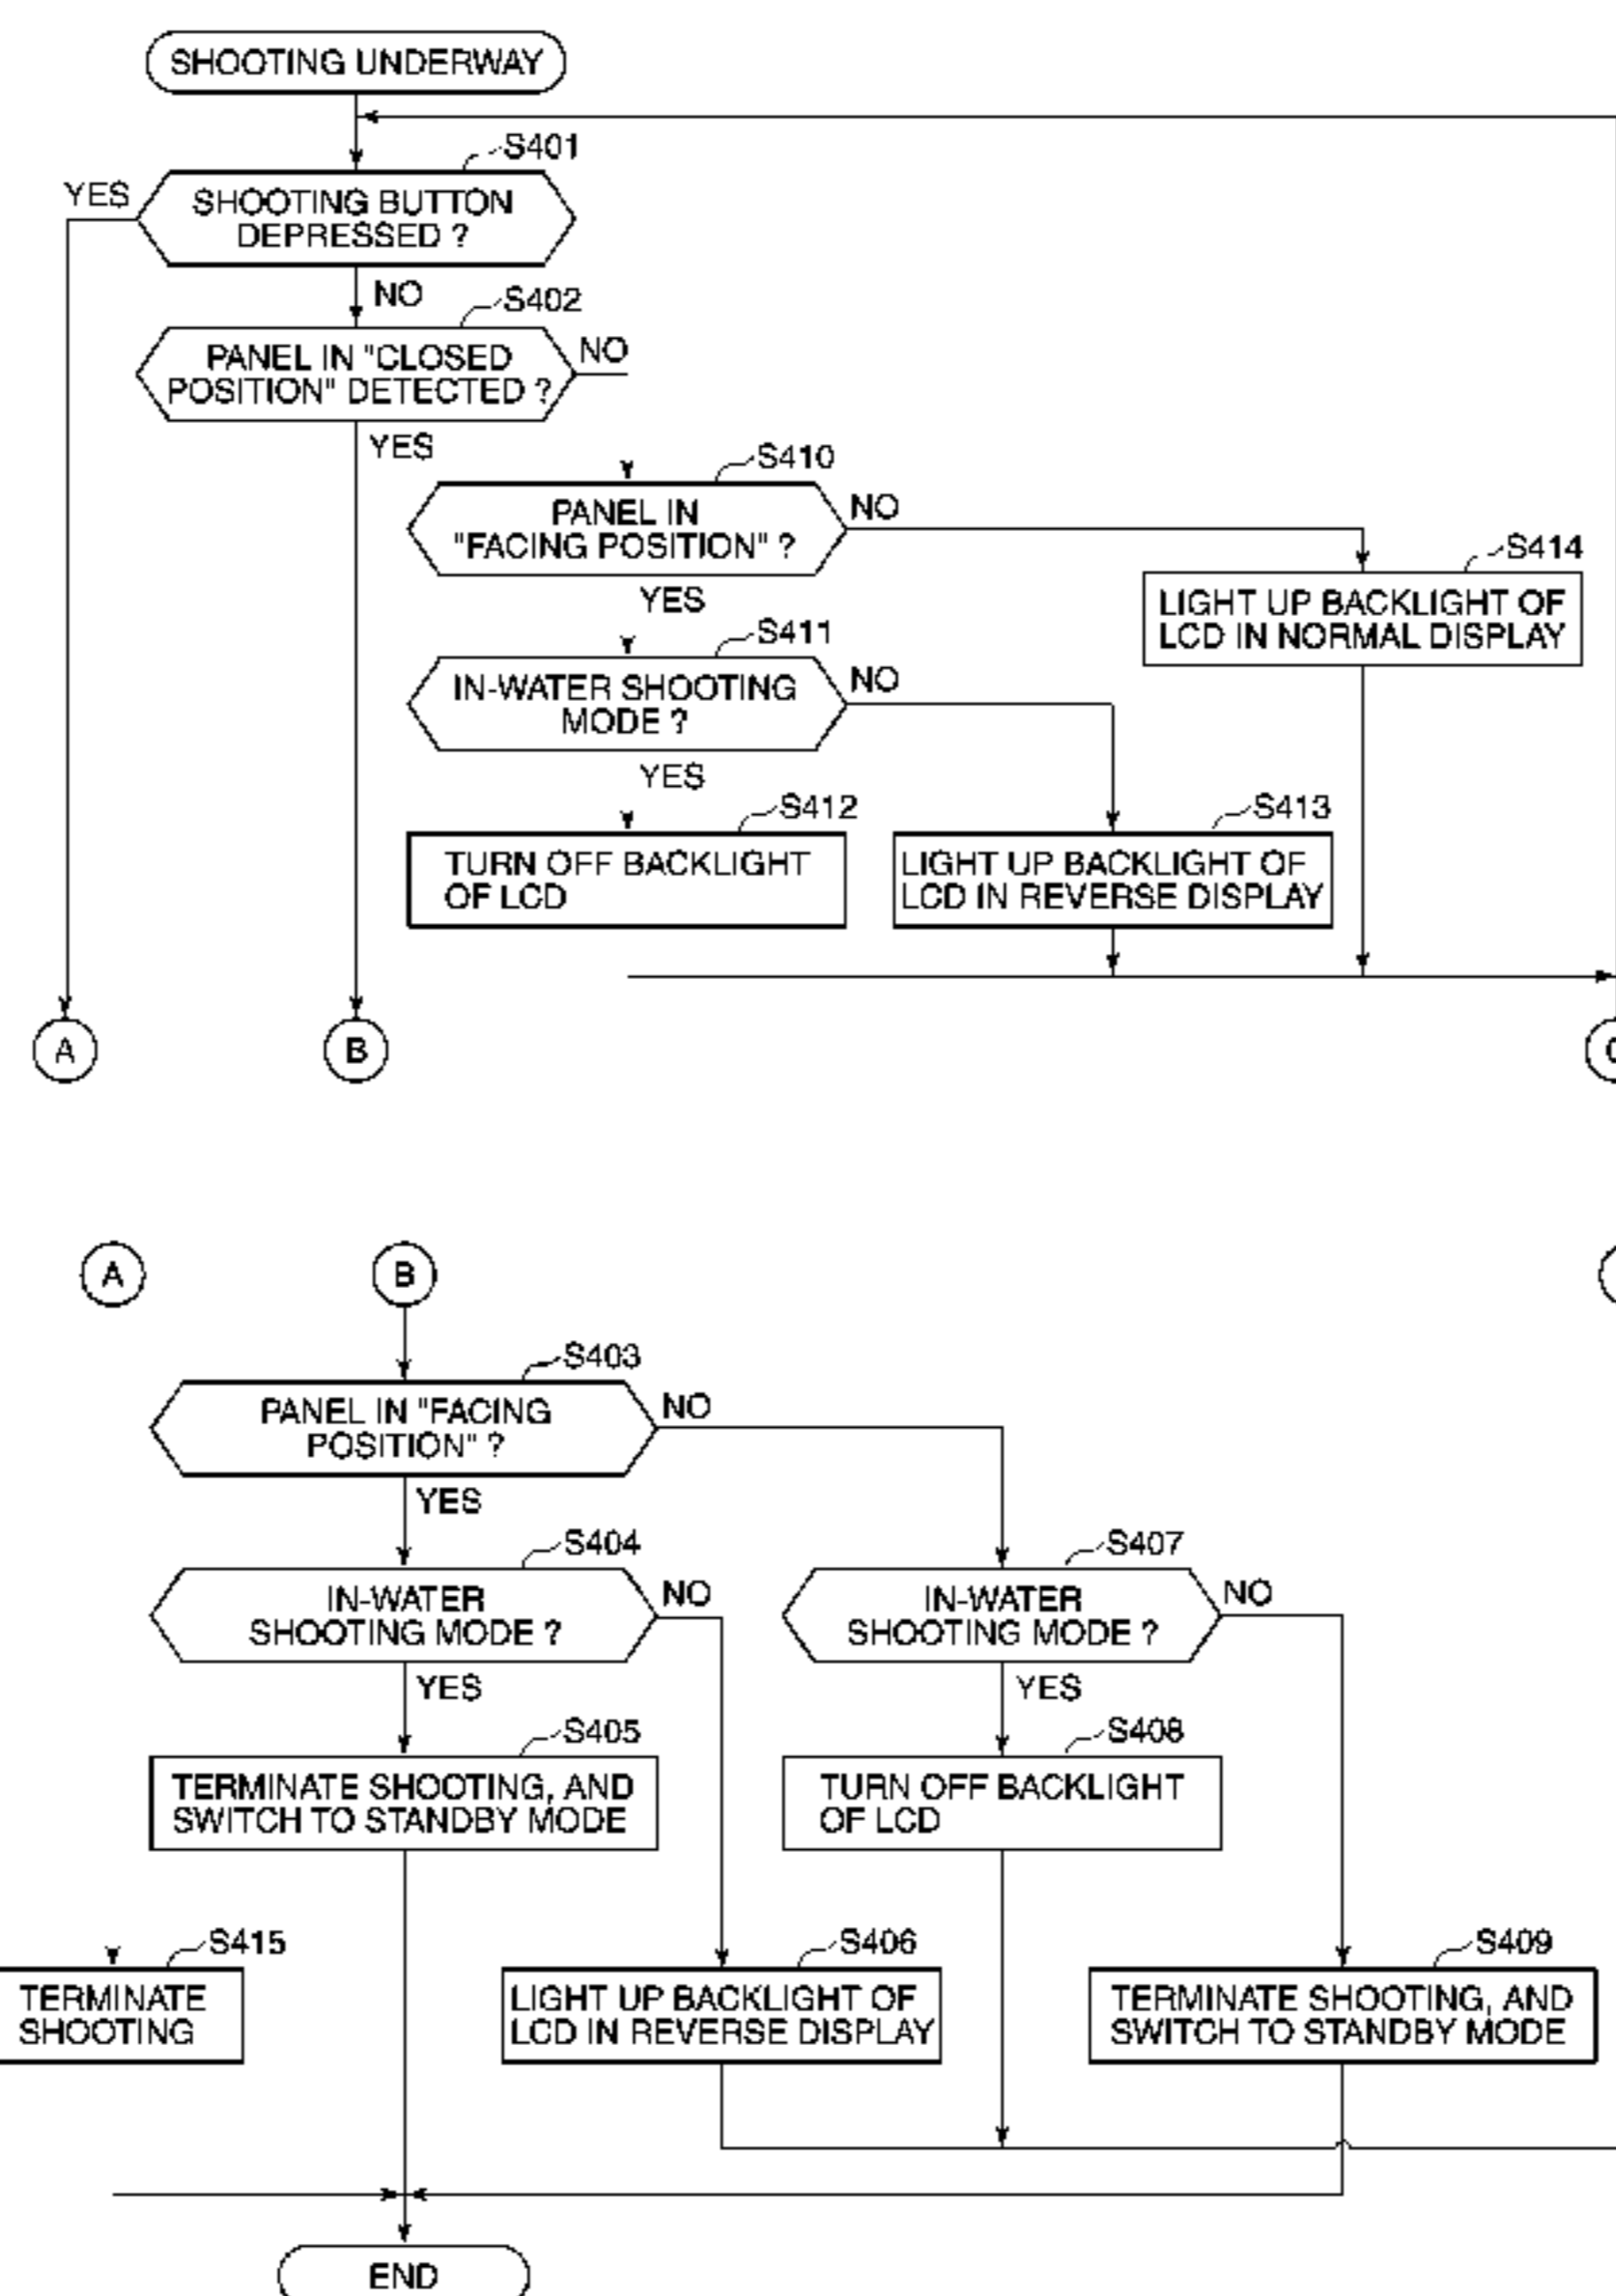 SHOOTING UNDERWAY
S401
YES
SHOOTING BUTTON
DEPRESSED ?
NO
S402
PANEL IN "CLOSED
POSITION" DETECTED ?
NO
YES
S410
PANEL IN
"FACING POSITION" ?
NO
S414
LIGHT UP BACKLIGHT OF
LCD IN NORMAL DISPLAY
YES
S411
IN-WATER SHOOTING
MODE ?
NO
YES
S412
TURN OFF BACKLIGHT
OF LCD
S413
LIGHT UP BACKLIGHT OF
LCD IN REVERSE DISPLAY
A
B
A
B
S403
PANEL IN "FACING
POSITION" ?
NO
YES
S404
IN-WATER
SHOOTING MODE ?
NO
S407
IN-WATER
SHOOTING MODE ?
NO
YES
YES
S405
TERMINATE SHOOTING, AND
SWITCH TO STANDBY MODE
S408
TURN OFF BACKLIGHT
OF LCD
S415
TERMINATE
SHOOTING
S406
LIGHT UP BACKLIGHT OF
LCD IN REVERSE DISPLAY
S409
TERMINATE SHOOTING, AND
SWITCH TO STANDBY MODE
END